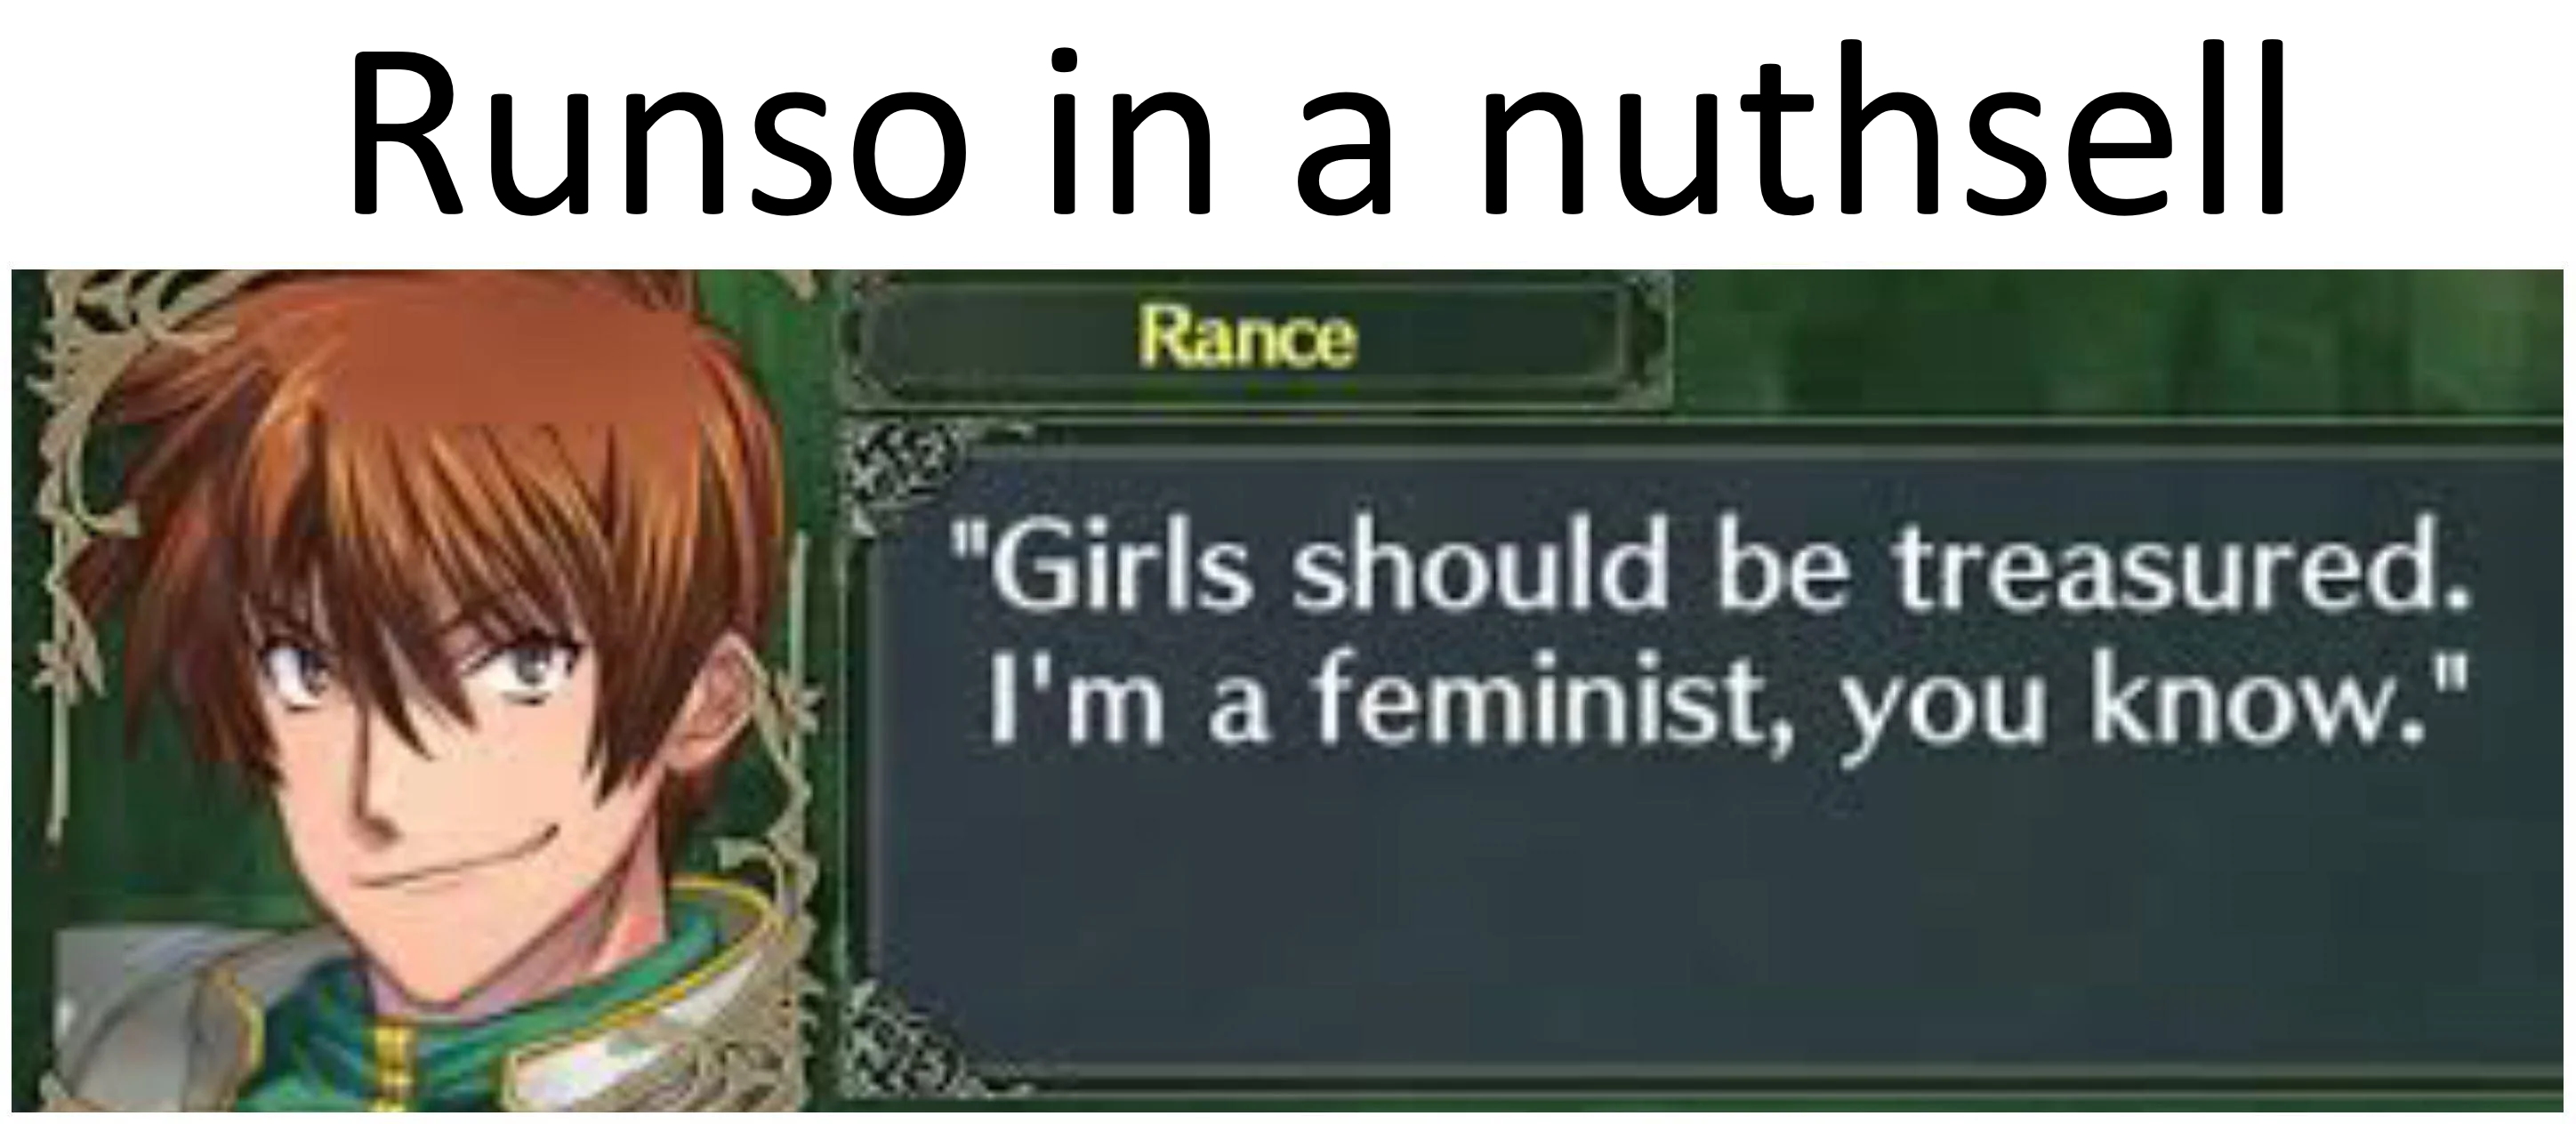 Runso in a nuthsell
Rance
"Girls should be treasured.
I'm a feminist, you know."